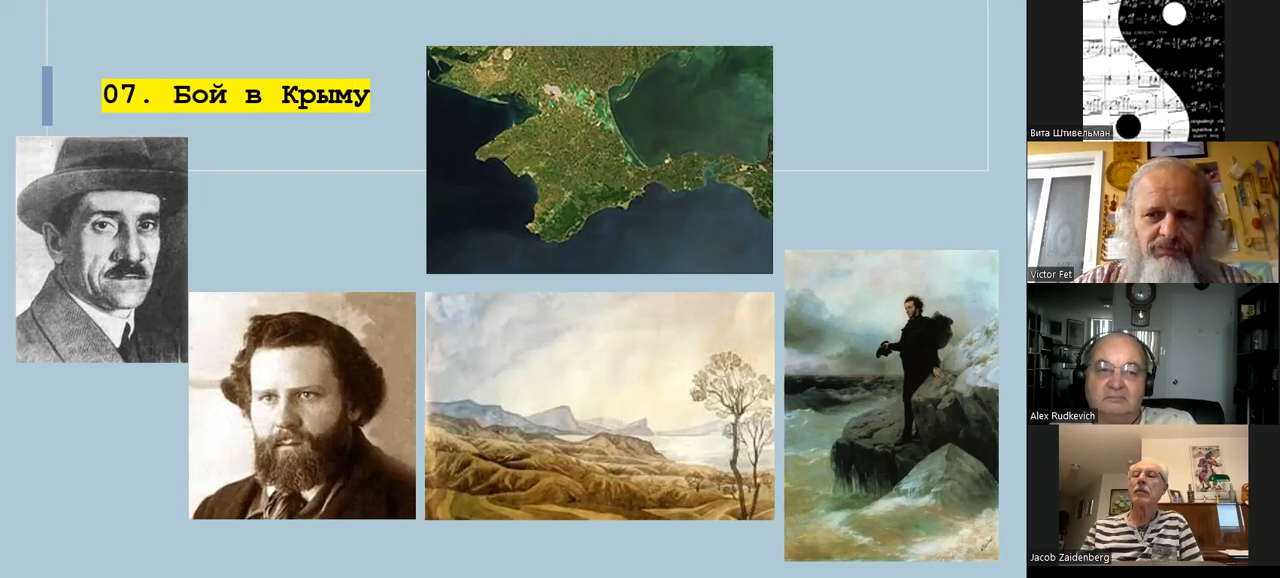 07. Бой в Крыму
Вита Штивельман
Victor Fet
Alex Rudkevich
Jacob Zaidenberg